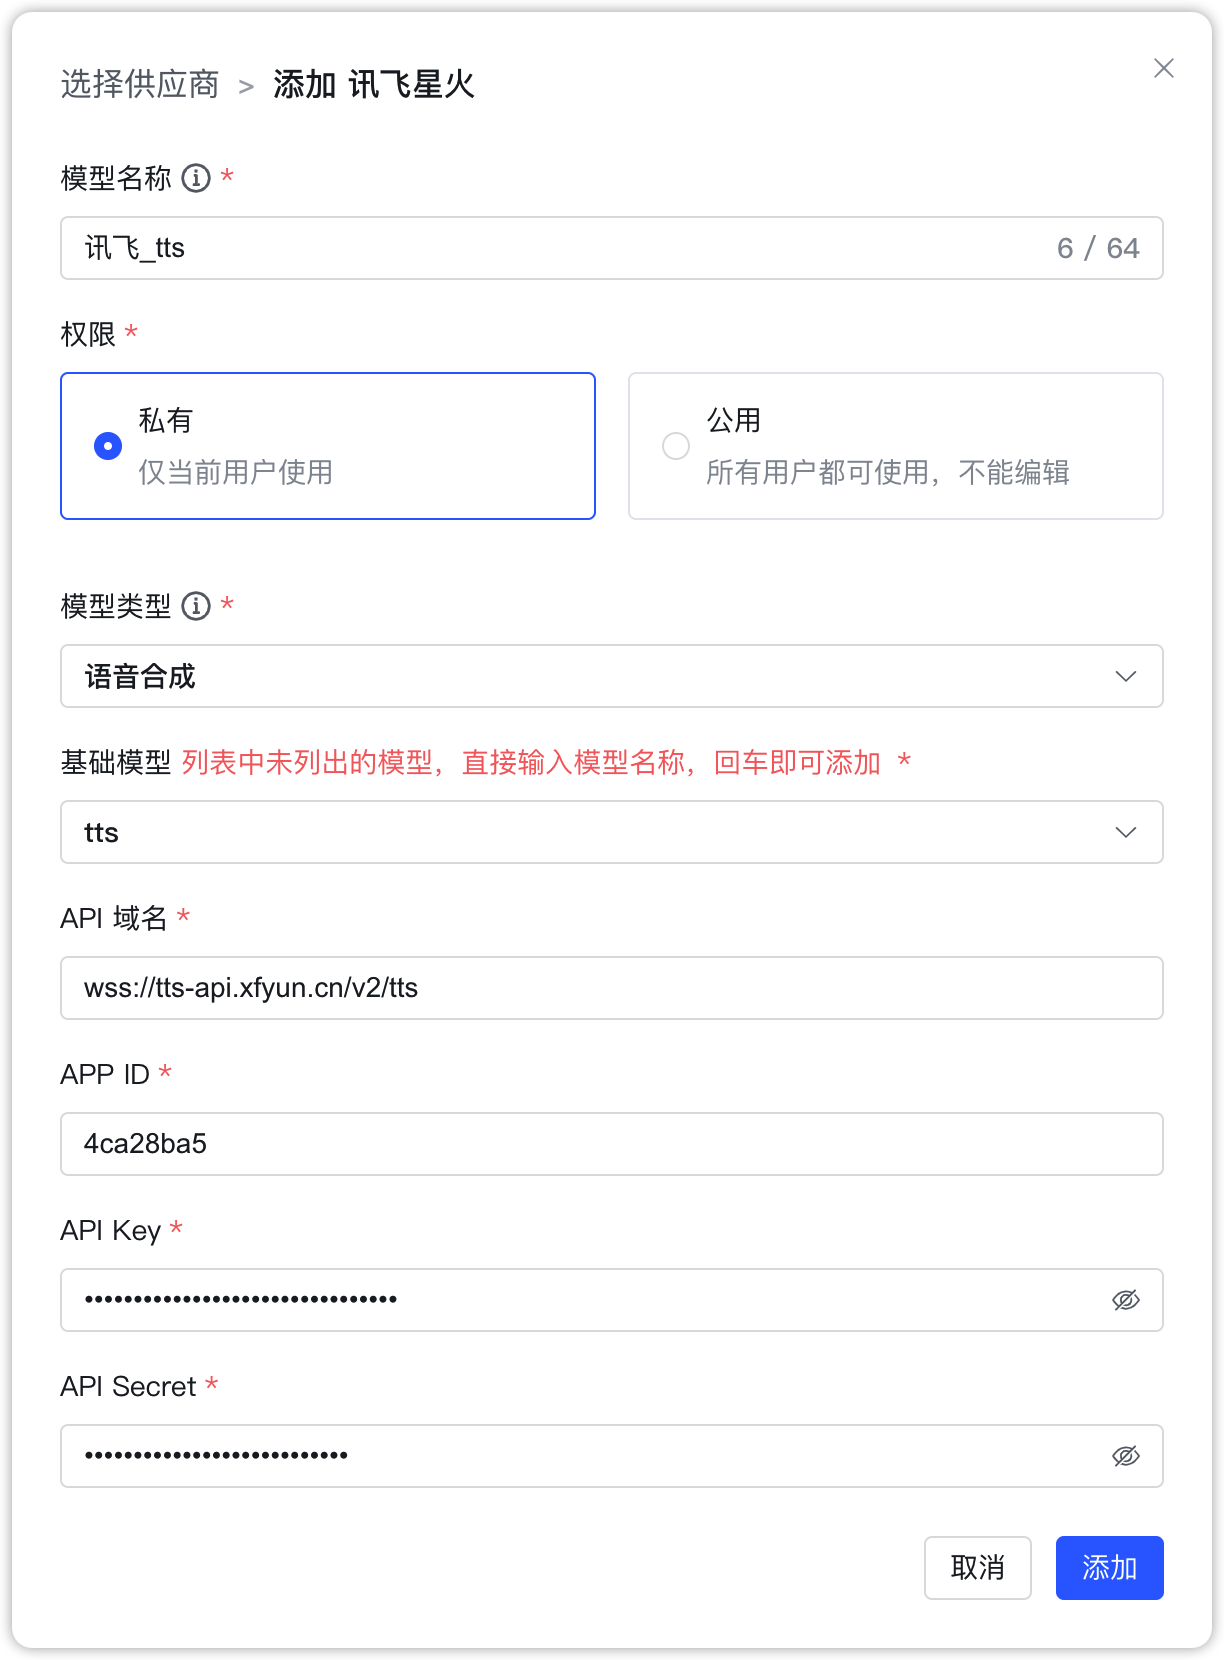 选择供应商 > 添加 讯飞星火
模型名称 *
讯飞_tts 6 / 64
权限 *
私有
仅当前用户使用
公用
所有用户都可使用，不能编辑
模型类型 *
语音合成
基础模型 列表中未列出的模型，直接输入模型名称，回车即可添加 *
tts
API 域名 *
wss://tts-api.xfyun.cn/v2/tts
APP ID *
4ca28ba5
API Key *
••••••••••••••••••••••••••••••••
API Secret *
•••••••••••••••••••••••••••
取消 添加